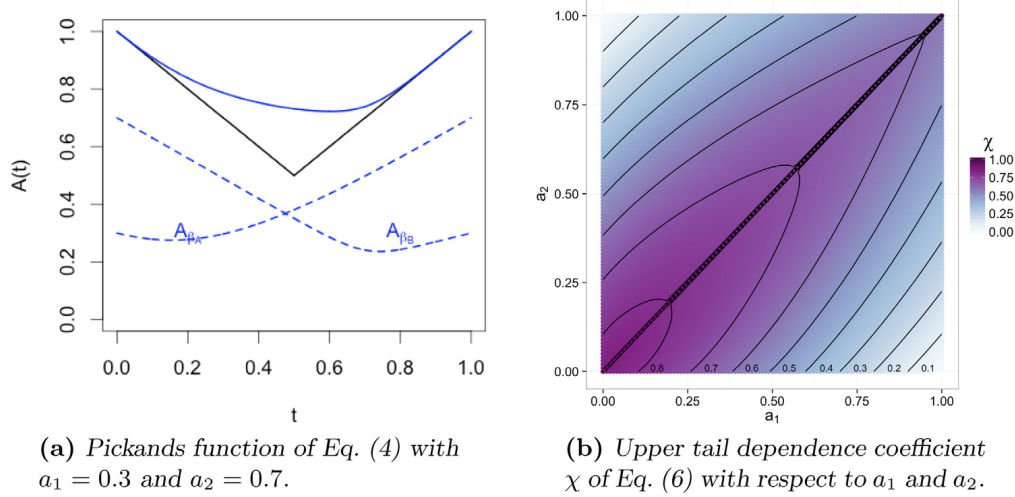 1.0
0.8
0.6
0.4
0.2
0.0
A(t)
A_{β_A}
A_{β_B}
0.0 0.2 0.4 0.6 0.8 1.0
t
(a) Pickands function of Eq. (4) with
a₁ = 0.3 and a₂ = 0.7.
1.00
0.75
0.50
0.25
0.00
a₂
0.8 0.7 0.6 0.5 0.4 0.3 0.2 0.1
0.00 0.25 0.50 0.75 1.00
a₁
χ
1.00
0.75
0.50
0.25
0.00
(b) Upper tail dependence coefficient
χ of Eq. (6) with respect to a₁ and a₂.